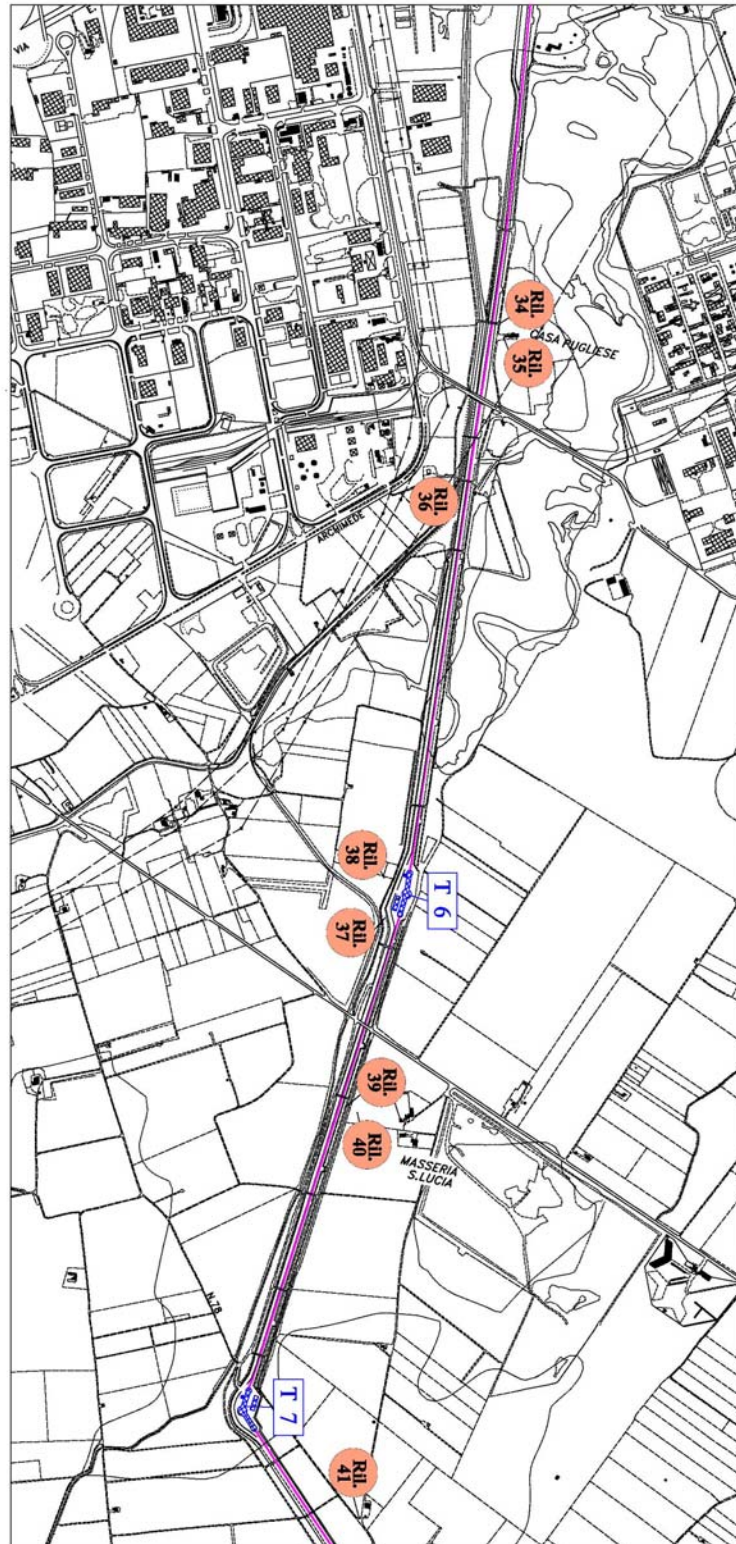 VIA
Ril.
34
CASA PUGLIESE
Ril.
35
Ril.
36
ARCHIMEDE
Ril.
38
T 6
Ril.
37
Ril.
39
Ril.
40
MASSERIA
S.LUCIA
N.78
T 7
Ril.
41